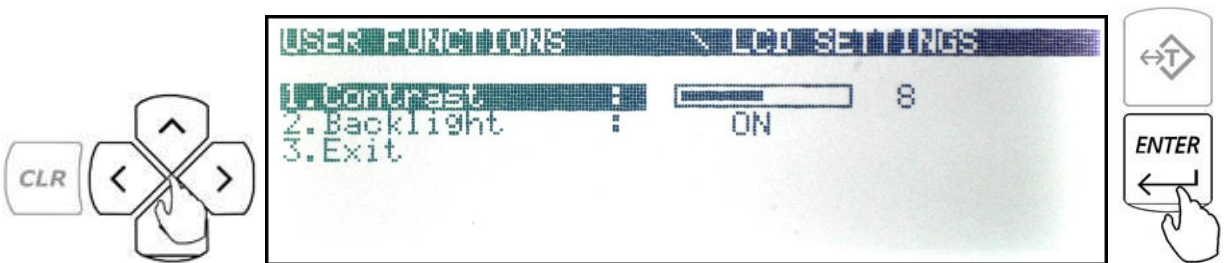 USER FUNCTIONS \ LCD SETTINGS
1.Contrast : 8
2.Backlight : ON
3.Exit
CLR
T
ENTER